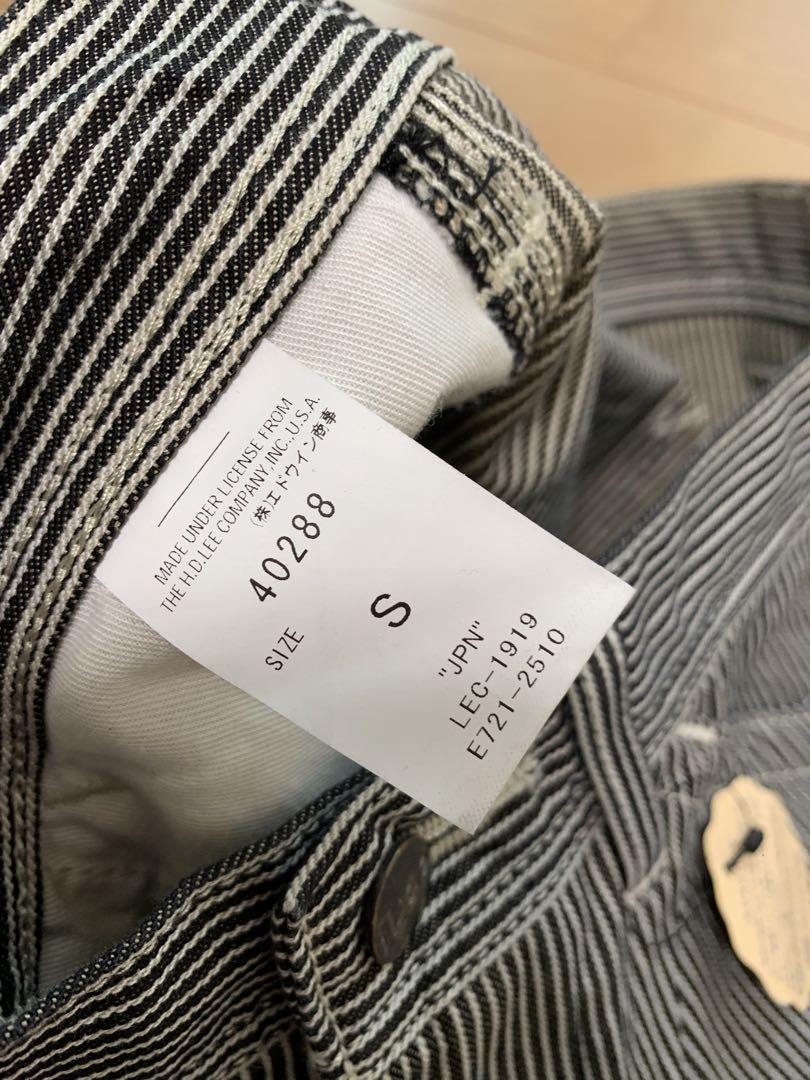 MADE UNDER LICENSE FROM
THE H.D.LEE COMPANY,INC.,U.S.A.
(株)エドウイン商事
40288
SIZE
S
"JPN"
LEC-1919
E721-2510